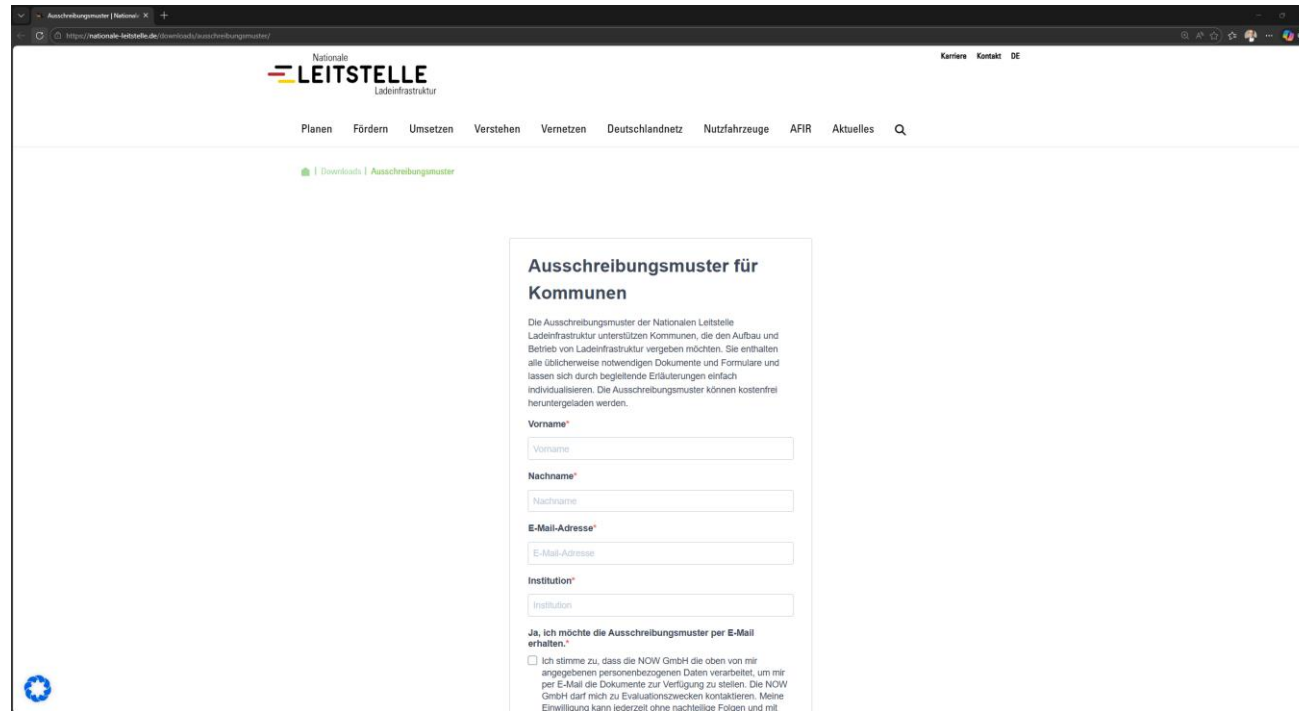 Ausschreibungsmuster | Nationale
https://nationale-leitstelle.de/downloads/ausschreibungsmuster/
Nationale
LEITSTELLE
Ladeinfrastruktur
Karriere Kontakt DE
Planen Fördern Umsetzen Verstehen Vernetzen Deutschlandnetz Nutzfahrzeuge AFIR Aktuelles
| Downloads | Ausschreibungsmuster
Ausschreibungsmuster für
Kommunen
Die Ausschreibungsmuster der Nationalen Leitstelle
Ladeinfrastruktur unterstützen Kommunen, die den Aufbau und
Betrieb von Ladeinfrastruktur vergeben möchten. Sie enthalten
alle üblicherweise notwendigen Dokumente und Formulare und
lassen sich durch begleitende Erläuterungen einfach
individualisieren. Die Ausschreibungsmuster können kostenfrei
heruntergeladen werden.
Vorname*
Vorname
Nachname*
Nachname
E-Mail-Adresse*
E-Mail-Adresse
Institution*
Institution
Ja, ich möchte die Ausschreibungsmuster per E-Mail
erhalten.*
Ich stimme zu, dass die NOW GmbH die oben von mir
angegebenen personenbezogenen Daten verarbeitet, um mir
per E-Mail die Dokumente zur Verfügung zu stellen. Die NOW
GmbH darf mich zu Evaluationszwecken kontaktieren. Meine
Einwilligung kann jederzeit ohne nachteilige Folgen und mit